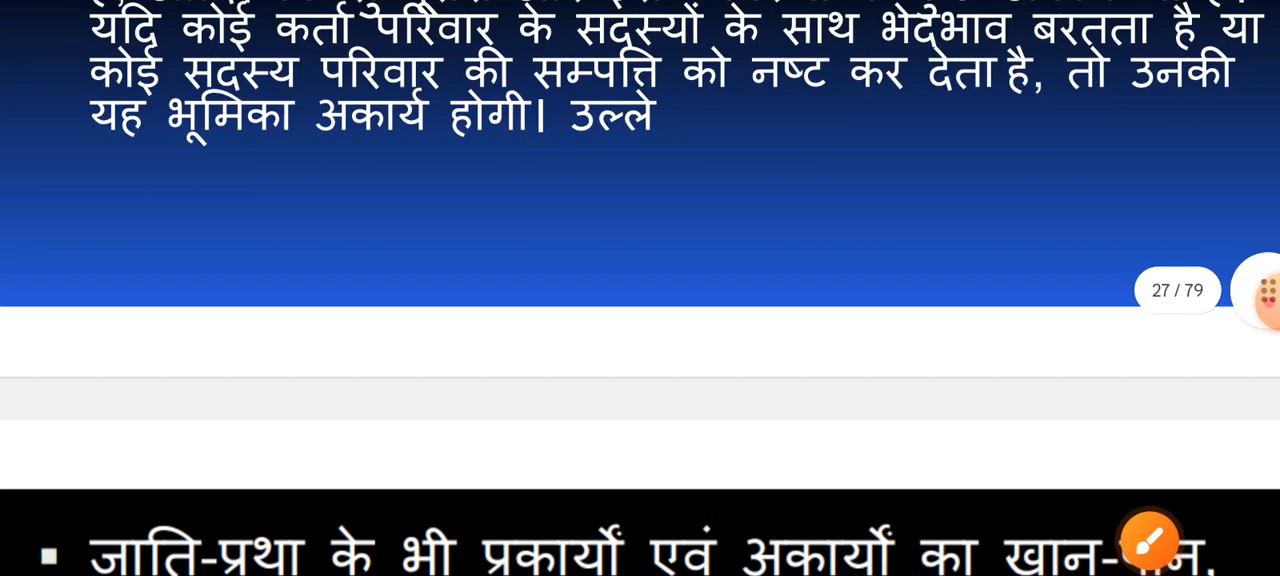 यदि कोई कर्ता परिवार के सदस्यों के साथ भेदभाव बरतता है या
कोई सदस्य परिवार की सम्पत्ति को नष्ट कर देता है, तो उनकी
यह भूमिका अकार्य होगी। उल्ले
27 / 79
जाति-प्रथा के भी प्रकार्यों एवं अकार्यों का